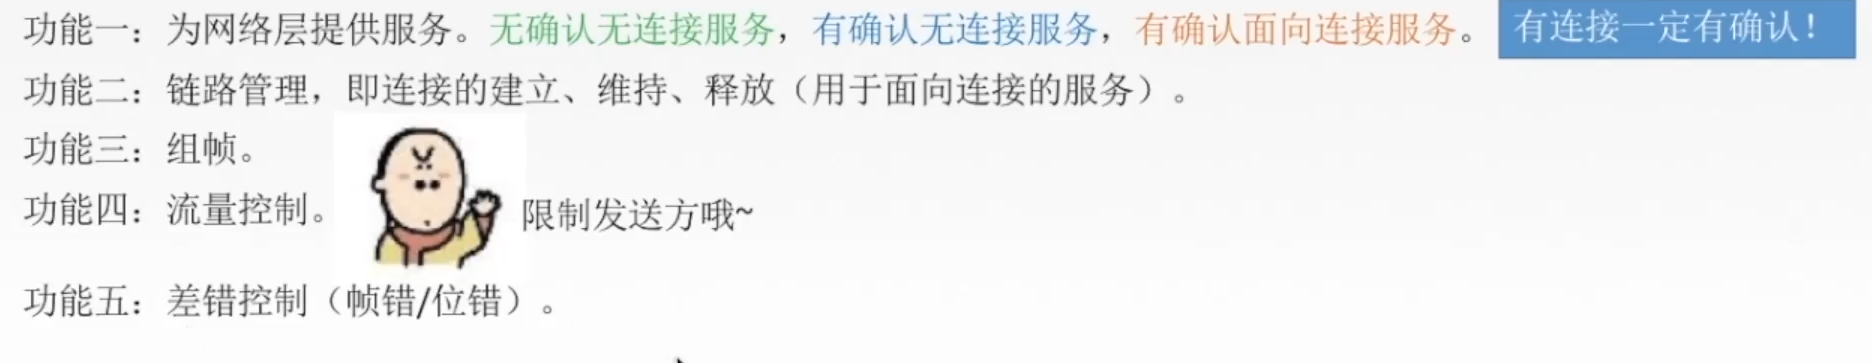 功能一：为网络层提供服务。无确认无连接服务，有确认无连接服务，有确认面向连接服务。 有连接一定有确认！
功能二：链路管理，即连接的建立、维持、释放（用于面向连接的服务）。
功能三：组帧。
功能四：流量控制。 限制发送方哦~
功能五：差错控制（帧错/位错）。